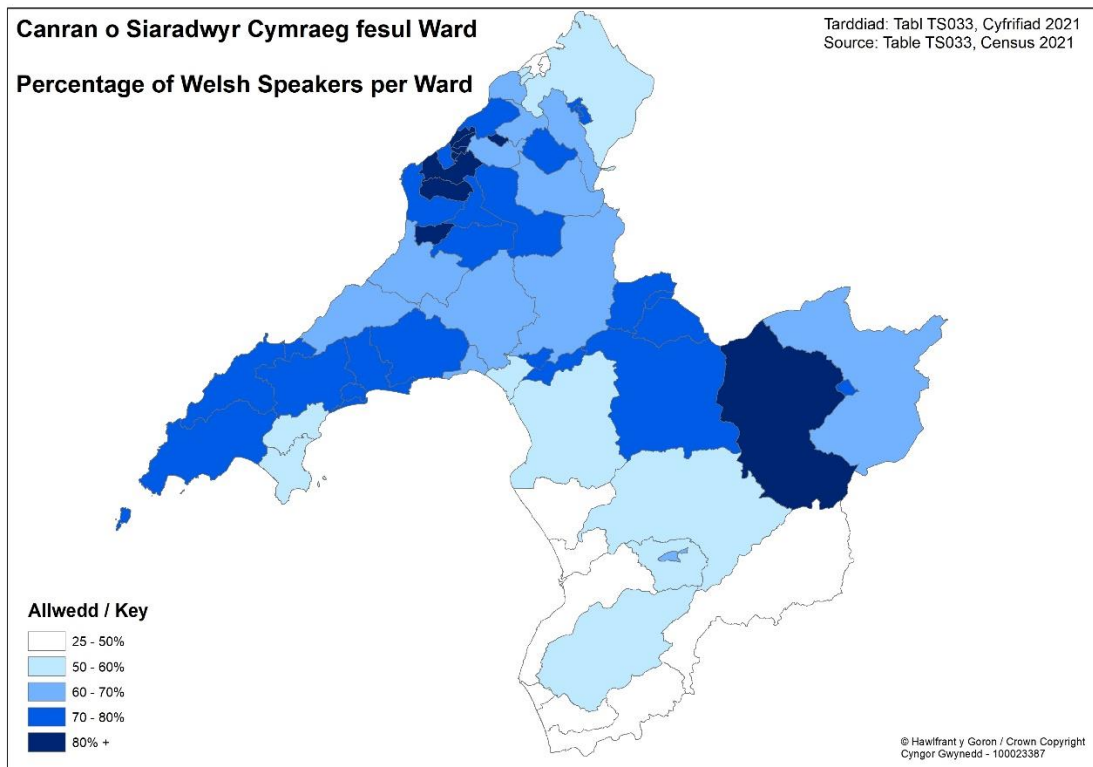 Canran o Siaradwyr Cymraeg fesul Ward
Percentage of Welsh Speakers per Ward
Tarddiad: Tabl TS033, Cyfrifiad 2021
Source: Table TS033, Census 2021
Allwedd / Key
25 - 50%
50 - 60%
60 - 70%
70 - 80%
80% +
© Hawlfraint y Goron / Crown Copyright
Cyngor Gwynedd - 100023387